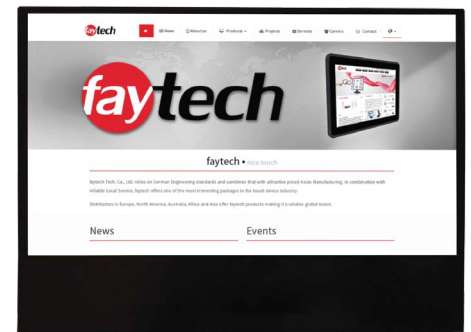 faytech
News About us Products Projects Services Careers Contact
faytech
faytech • nice touch
faytech Tech. Co., Ltd. relies on German Engineering standards and combines that with attractive priced Asian Manufacturing. In combination with
reliable Local Service, faytech offers one of the most interesting packages in the touch device industry.
Distributors in Europe, North America, Australia, Africa and Asia offer faytech products making it a reliable global brand.
News Events